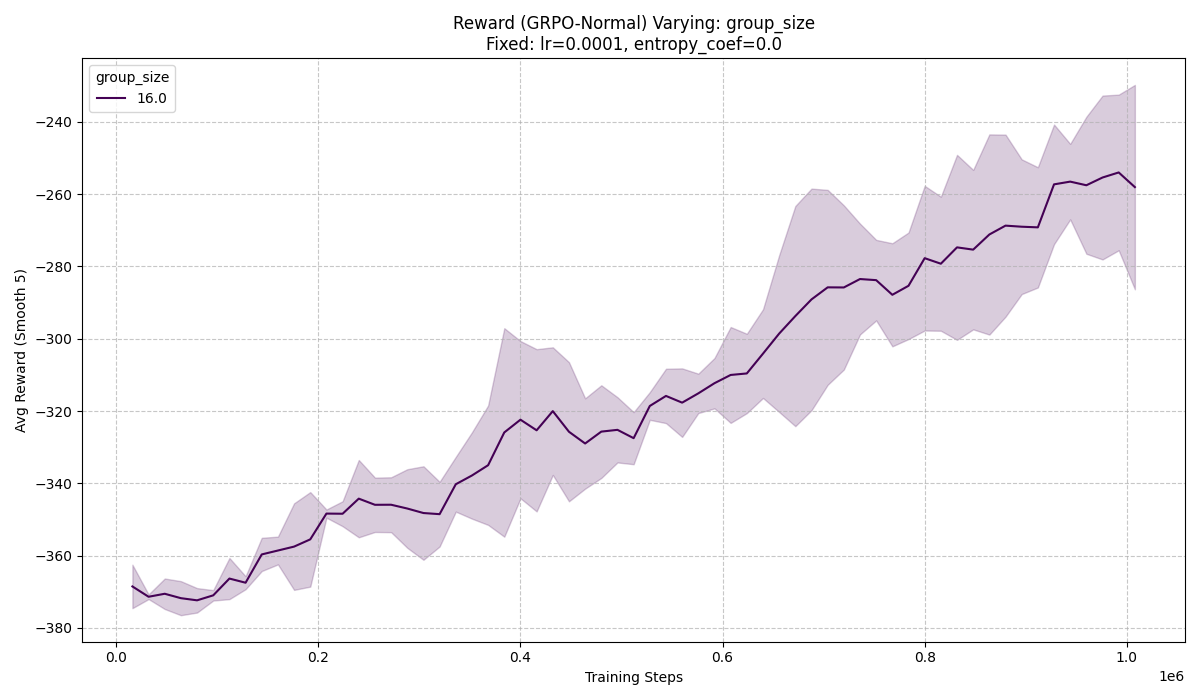 Reward (GRPO-Normal) Varying: group_size
Fixed: lr=0.0001, entropy_coef=0.0
group_size
16.0
Avg Reward (Smooth 5)
−240
−260
−280
−300
−320
−340
−360
−380
0.0
0.2
0.4
0.6
0.8
1.0
1e6
Training Steps